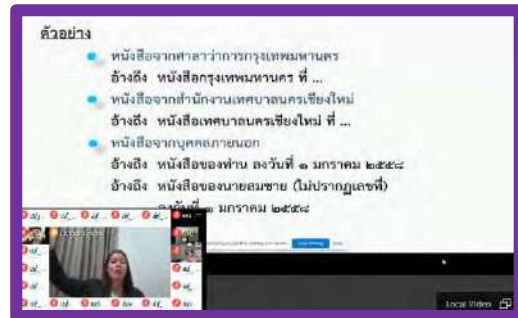 ตัวอย่าง
หนังสือจากศาลาว่าการกรุงเทพมหานคร
อ้างถึง หนังสือกรุงเทพมหานคร ที่ ...
หนังสือจากสำนักงานเทศบาลนครเชียงใหม่
อ้างถึง หนังสือเทศบาลนครเชียงใหม่ ที่ ...
หนังสือจากบุคคลภายนอก
อ้างถึง หนังสือของท่าน ลงวันที่ ๑ มกราคม ๒๕๕๘
อ้างถึง หนังสือของนายสมชาย (ไม่ปรากฏเลขที่)
ลงวันที่ ๑ มกราคม ๒๕๕๘
Local Video